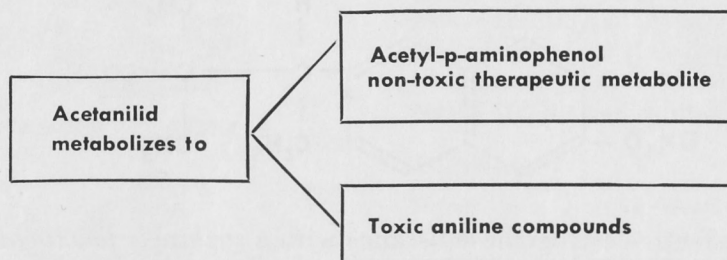 Acetanilid
metabolizes to
Acetyl-p-aminophenol
non-toxic therapeutic metabolite
Toxic aniline compounds